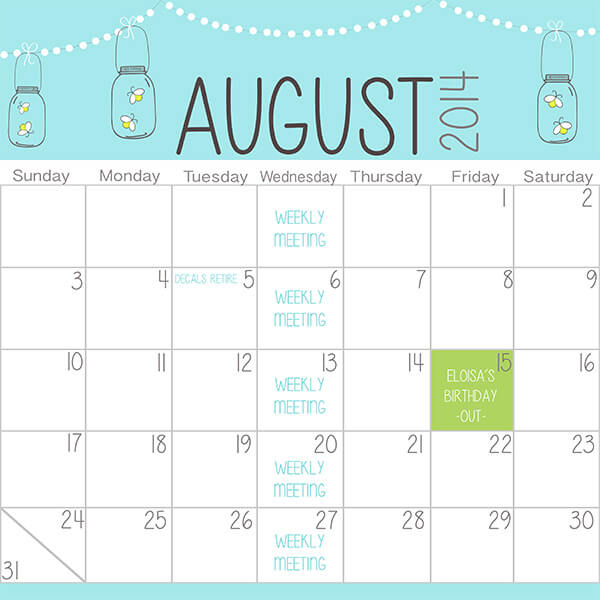 AUGUST 2014
Sunday Monday Tuesday Wednesday Thursday Friday Saturday
WEEKLY MEETING 1 2
3 4 DECALS RETIRE 5 6 7 8 9
WEEKLY
MEETING
10 11 12 13 14 15 16
WEEKLY
MEETING
ELOISA'S
BIRTHDAY
-OUT-
17 18 19 20 21 22 23
WEEKLY
MEETING
24 25 26 27 28 29 30
WEEKLY
MEETING
31